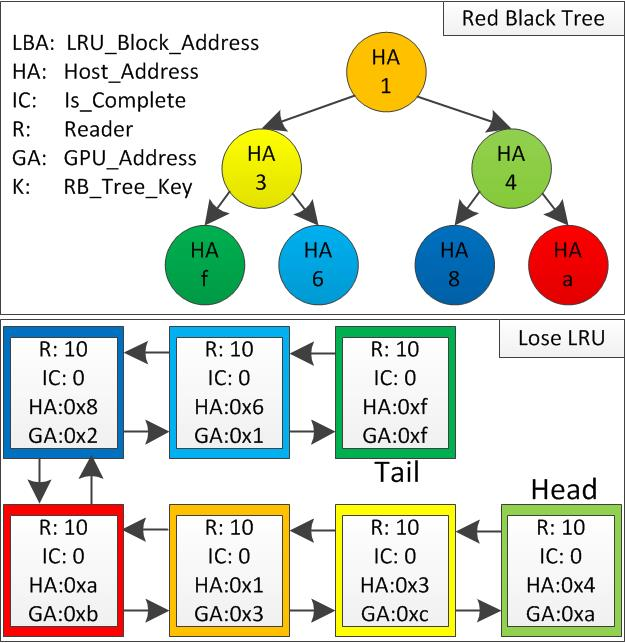 Red Black Tree
LBA: LRU_Block_Address
HA: Host_Address
IC: Is_Complete
R: Reader
GA: GPU_Address
K: RB_Tree_Key
HA
1
HA
3
HA
4
HA
f
HA
6
HA
8
HA
a
Lose LRU
R: 10
IC: 0
HA:0x8
GA:0x2
R: 10
IC: 0
HA:0x6
GA:0x1
R: 10
IC: 0
HA:0xf
GA:0xf
Tail
Head
R: 10
IC: 0
HA:0xa
GA:0xb
R: 10
IC: 0
HA:0x1
GA:0x3
R: 10
IC: 0
HA:0x3
GA:0xc
R: 10
IC: 0
HA:0x4
GA:0xa